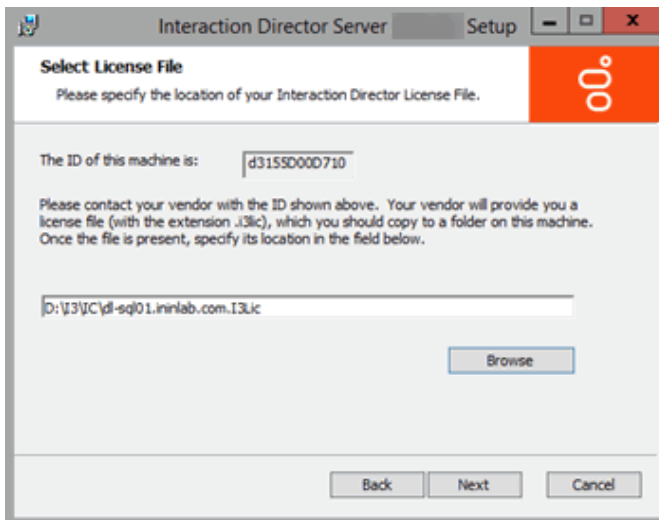 Interaction Director Server Setup
Select License File
Please specify the location of your Interaction Director License File.
The ID of this machine is: d3155D00D710
Please contact your vendor with the ID shown above. Your vendor will provide you a
license file (with the extension .i3lic), which you should copy to a folder on this machine.
Once the file is present, specify its location in the field below.
D:\I3\IC\dl-sql01.ininlab.com.I3Lic
Browse
Back Next Cancel